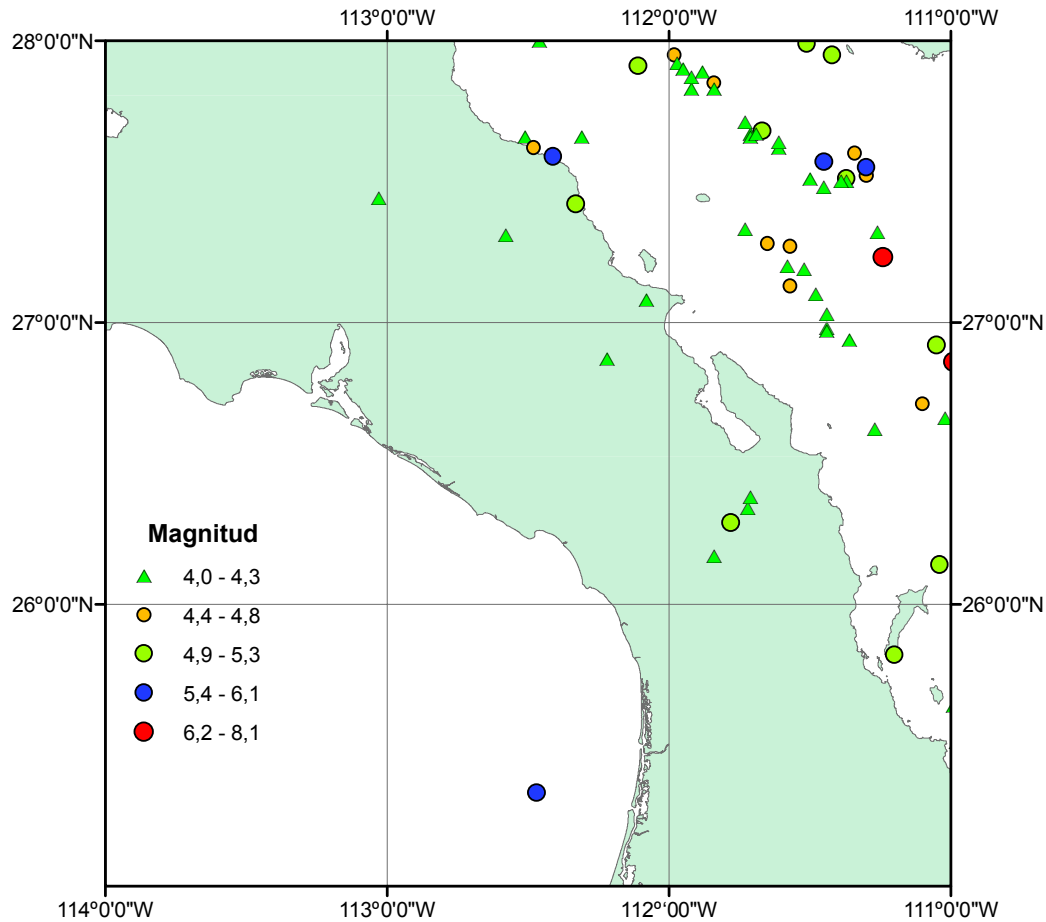 113°0'0"W 112°0'0"W 111°0'0"W
28°0'0"N
27°0'0"N 27°0'0"N
Magnitud
4,0 - 4,3
26°0'0"N 26°0'0"N
4,4 - 4,8
4,9 - 5,3
5,4 - 6,1
6,2 - 8,1
114°0'0"W 113°0'0"W 112°0'0"W 111°0'0"W